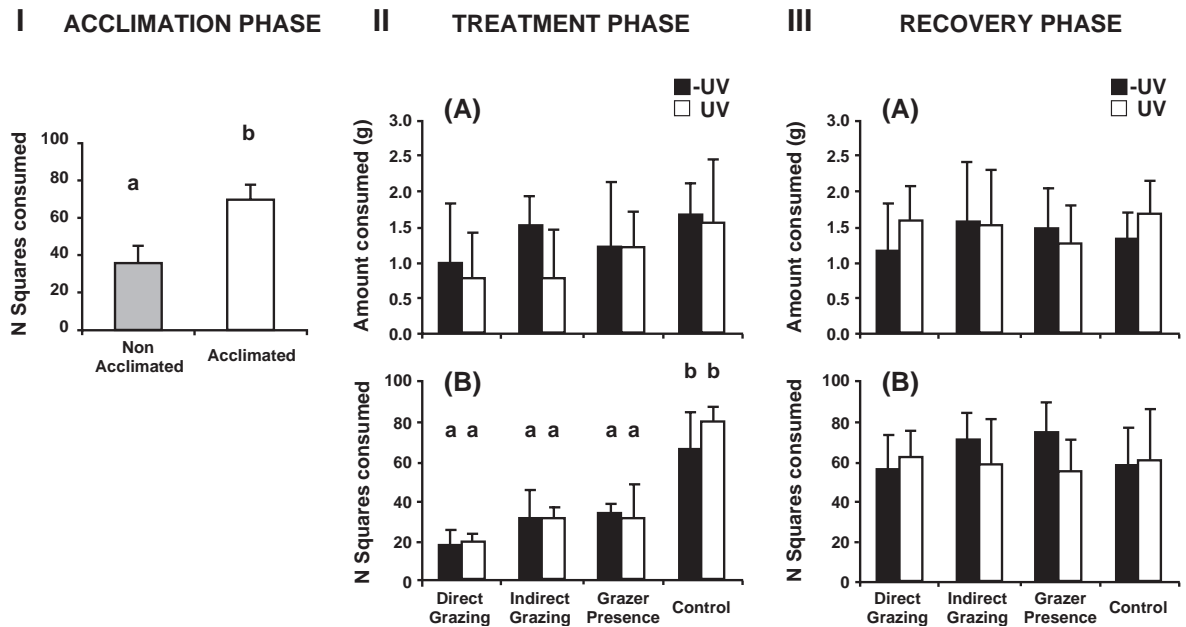 I ACCLIMATION PHASE
N Squares consumed
100
80
60
40
20
0
a
b
Non
Acclimated
Acclimated
II TREATMENT PHASE
-UV
UV
(A)
Amount consumed (g)
3.0
2.5
2.0
1.5
1.0
0.5
0.0
(B)
N Squares consumed
100
80
60
40
20
0
a a
a a
a a
b b
Direct
Grazing
Indirect
Grazing
Grazer
Presence
Control
III RECOVERY PHASE
-UV
UV
(A)
Amount consumed (g)
3.0
2.5
2.0
1.5
1.0
0.5
0.0
(B)
N Squares consumed
100
80
60
40
20
0
Direct
Grazing
Indirect
Grazing
Grazer
Presence
Control